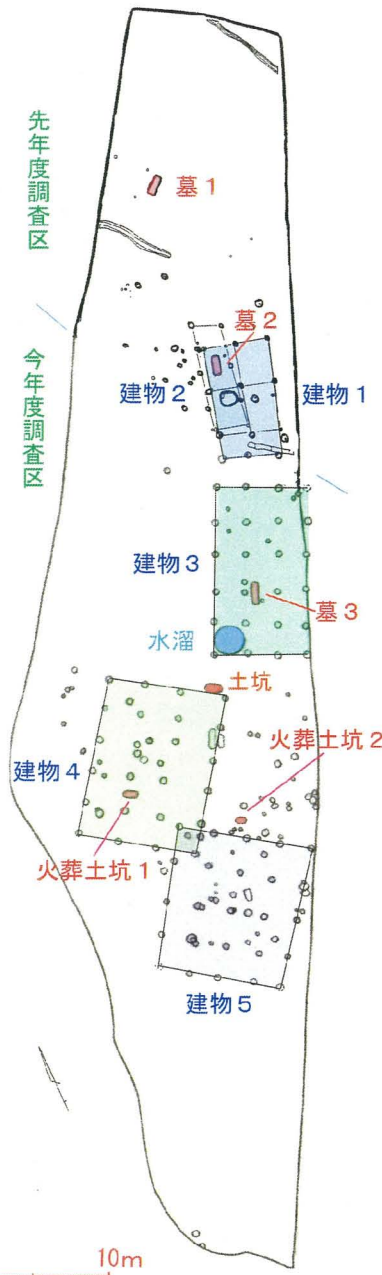 先年度調査区
墓1
今年度調査区
墓2
建物2
建物1
建物3
墓3
水溜
土坑
火葬土坑2
建物4
火葬土坑1
建物5
10m